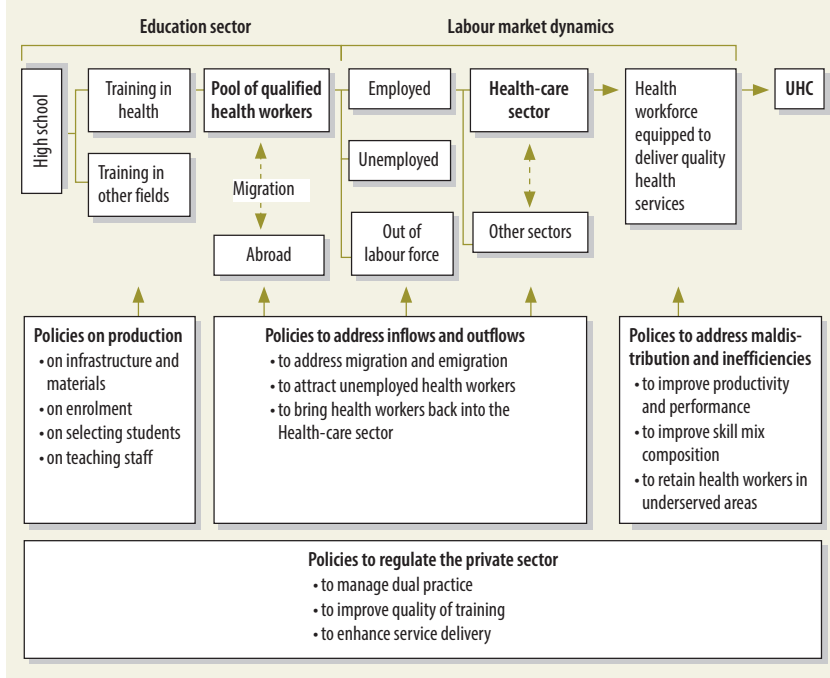 Education sector
Labour market dynamics
High school
Training in
health
Training in
other fields
Pool of qualified
health workers
Migration
Abroad
Employed
Unemployed
Out of
labour force
Health-care
sector
Other sectors
Health
workforce
equipped to
deliver quality
health
services
UHC
Policies on production
• on infrastructure and
materials
• on enrolment
• on selecting students
• on teaching staff
Policies to address inflows and outflows
• to address migration and emigration
• to attract unemployed health workers
• to bring health workers back into the
Health-care sector
Polices to address maldis-
tribution and inefficiencies
• to improve productivity
and performance
• to improve skill mix
composition
• to retain health workers in
underserved areas
Policies to regulate the private sector
• to manage dual practice
• to improve quality of training
• to enhance service delivery